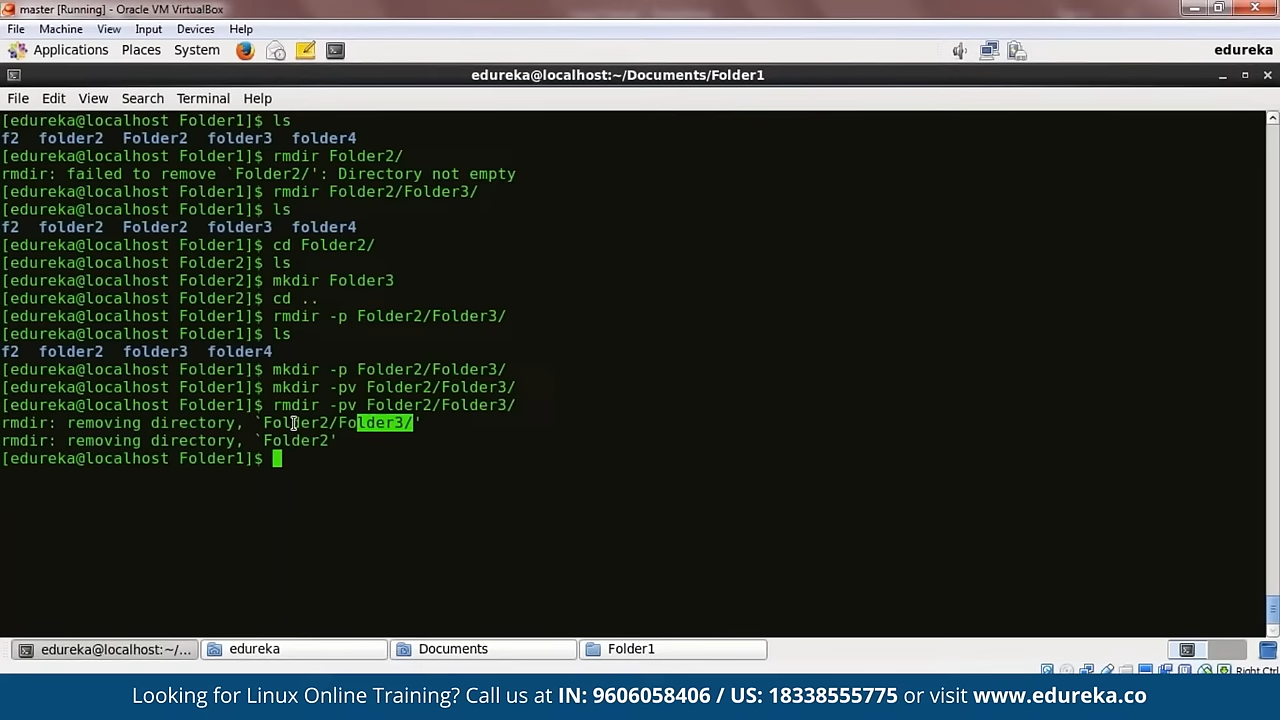 master [Running] - Oracle VM VirtualBox
File Machine View Input Devices Help
Applications Places System edureka
edureka@localhost:~/Documents/Folder1
File Edit View Search Terminal Help
[edureka@localhost Folder1]$ ls
f2 folder2 Folder2 folder3 folder4
[edureka@localhost Folder1]$ rmdir Folder2/
rmdir: failed to remove `Folder2/': Directory not empty
[edureka@localhost Folder1]$ rmdir Folder2/Folder3/
[edureka@localhost Folder1]$ ls
f2 folder2 Folder2 folder3 folder4
[edureka@localhost Folder1]$ cd Folder2/
[edureka@localhost Folder2]$ ls
[edureka@localhost Folder2]$ mkdir Folder3
[edureka@localhost Folder2]$ cd ..
[edureka@localhost Folder1]$ rmdir -p Folder2/Folder3/
[edureka@localhost Folder1]$ ls
f2 folder2 folder3 folder4
[edureka@localhost Folder1]$ mkdir -p Folder2/Folder3/
[edureka@localhost Folder1]$ mkdir -pv Folder2/Folder3/
[edureka@localhost Folder1]$ rmdir -pv Folder2/Folder3/
rmdir: removing directory, `Folder2/Folder3/'
rmdir: removing directory, `Folder2'
[edureka@localhost Folder1]$
edureka@localhost:~/... edureka Documents Folder1
Right Ctrl
Looking for Linux Online Training? Call us at IN: 9606058406 / US: 18338555775 or visit www.edureka.co